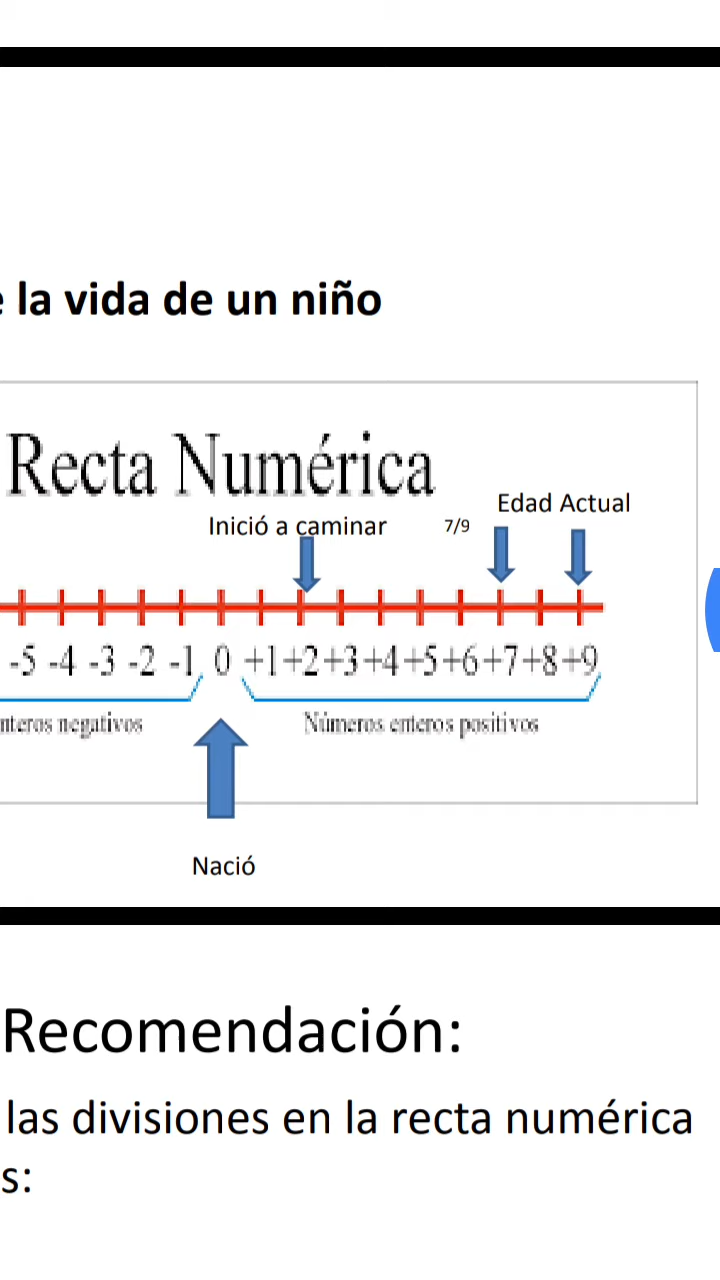 e la vida de un niño
Recta Numérica
Edad Actual
Inició a caminar 7/9
-5 -4 -3 -2 -1 0 +1 +2 +3 +4 +5 +6 +7 +8 +9
nteros negativos Números enteros positivos
Nació
Recomendación:
las divisiones en la recta numérica
s: